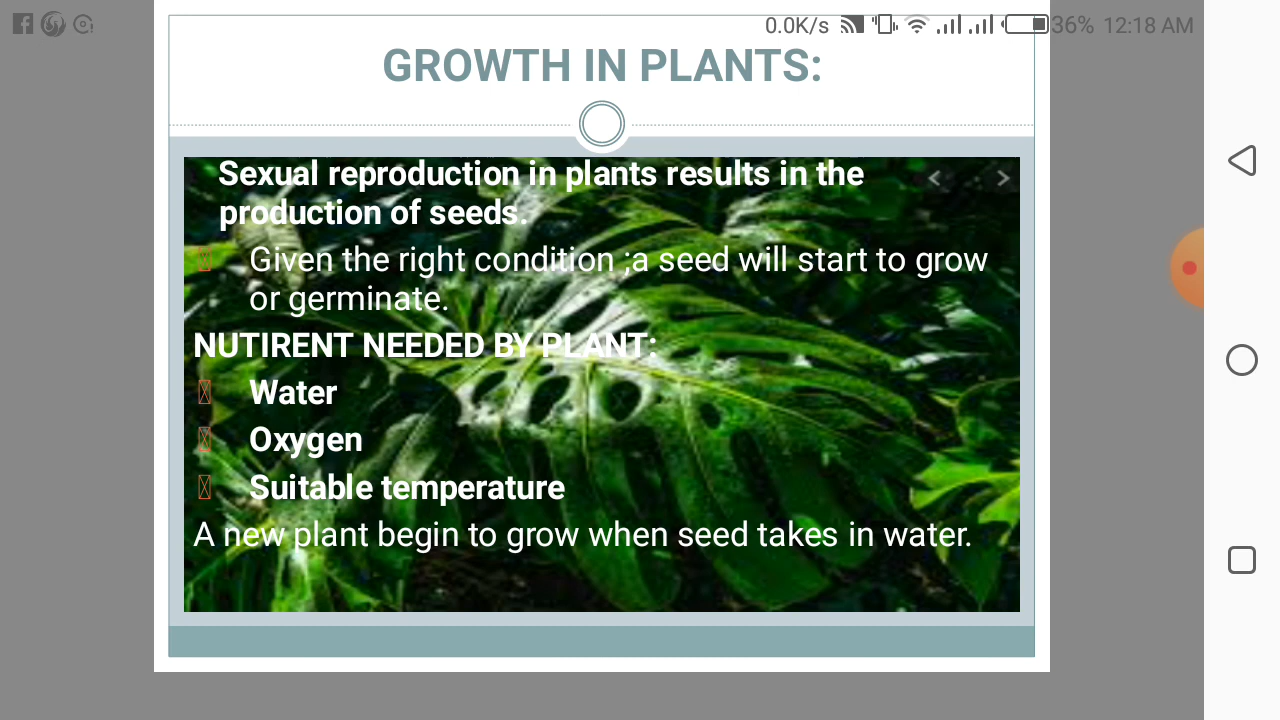 0.0K/s 36% 12:18 AM
GROWTH IN PLANTS:
Sexual reproduction in plants results in the
production of seeds.
Given the right condition ;a seed will start to grow
or germinate.
NUTIRENT NEEDED BY PLANT:
Water
Oxygen
Suitable temperature
A new plant begin to grow when seed takes in water.